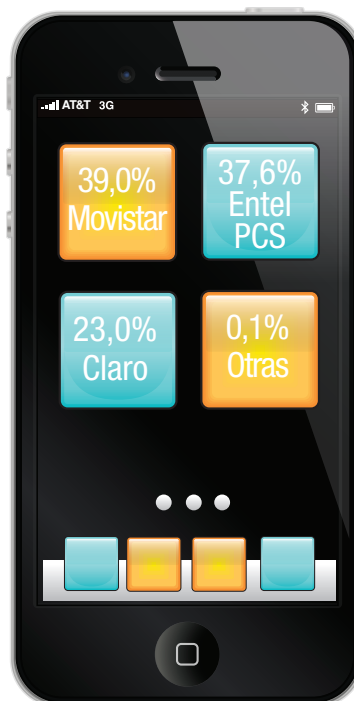 AT&T 3G
39,0%
Movistar
37,6%
Entel
PCS
23,0%
Claro
0,1%
Otras